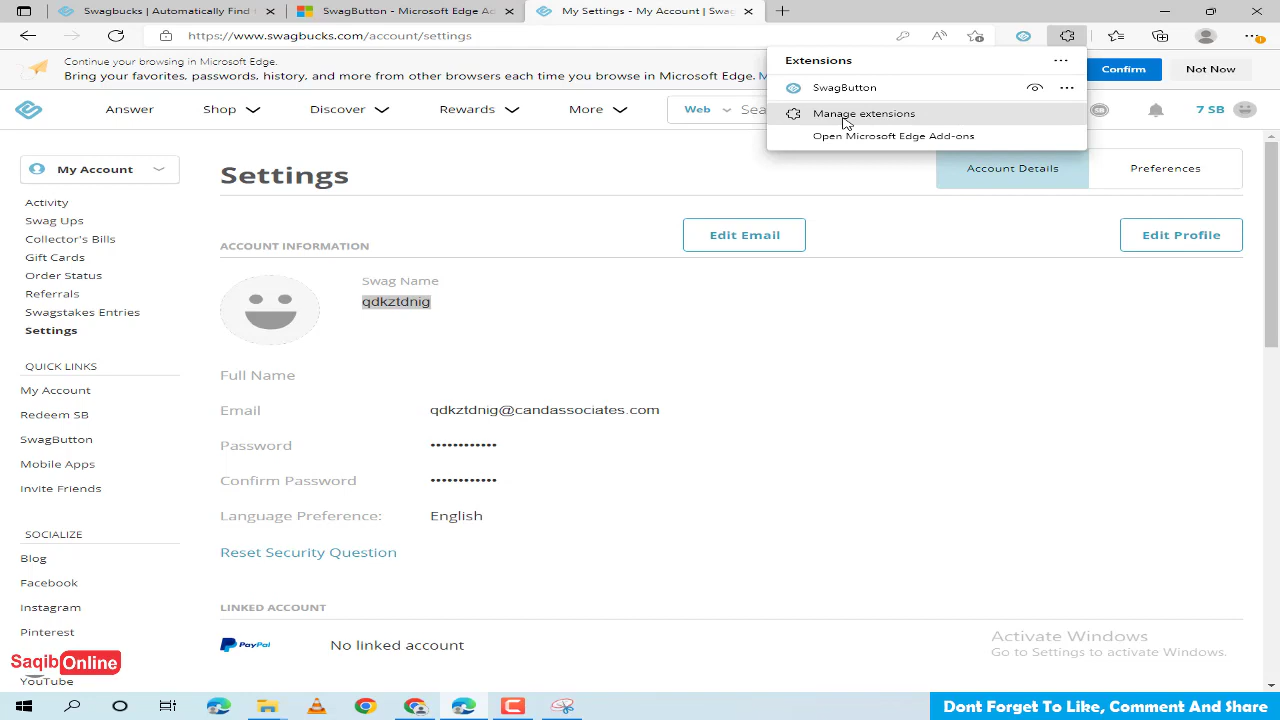 Swagbucks | Automatically Find
SwagButton - Microsoft Edge Ad
My Settings - My Account | Swag
https://www.swagbucks.com/account/settings
Continue your browsing in Microsoft Edge.
Bring your favorites, passwords, history, and more from other browsers each time you browse in Microsoft Edge.
Confirm
Not Now
Extensions
SwagButton
Manage extensions
Open Microsoft Edge Add-ons
Answer
Shop
Discover
Rewards
More
Web
Sea
7 SB
My Account
Activity
Swag Ups
Collector's Bills
Gift Cards
Order Status
Referrals
Swagstakes Entries
Settings
QUICK LINKS
My Account
Redeem SB
SwagButton
Mobile Apps
Invite Friends
SOCIALIZE
Blog
Facebook
Instagram
Pinterest
YouTube
Settings
Account Details
Preferences
ACCOUNT INFORMATION
Edit Email
Edit Profile
Swag Name
qdkztdnig
Full Name
Email qdkztdnig@candassociates.com
Password ••••••••••••
Confirm Password ••••••••••••
Language Preference: English
Reset Security Question
LINKED ACCOUNT
PayPal No linked account
Activate Windows
Go to Settings to activate Windows.
Saqib Online
Dont Forget To Like, Comment And Share